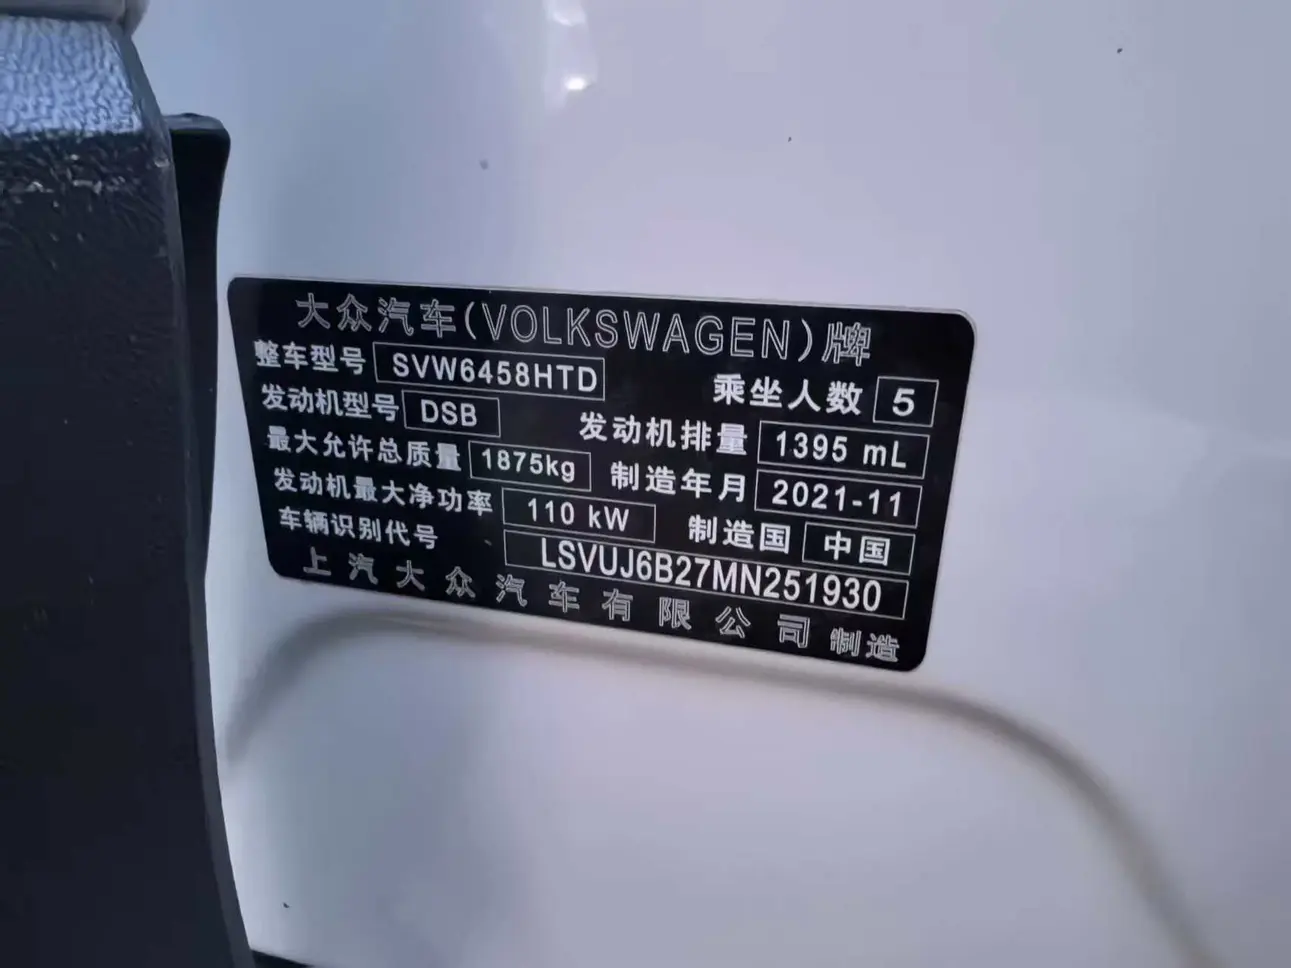 大众汽车(VOLKSWAGEN)牌
整车型号 SVW6458HTD 乘坐人数 5
发动机型号 DSB 发动机排量 1395 mL
最大允许总质量 1875kg 制造年月 2021-11
发动机最大净功率 110 kW 制造国 中国
车辆识别代号 LSVUJ6B27MN251930
上汽大众汽车有限公司 制造